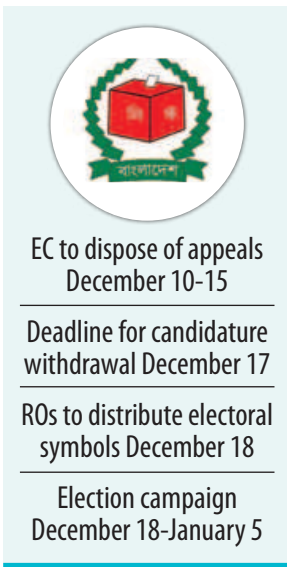 বাংলাদেশ
EC to dispose of appeals
December 10-15
Deadline for candidature
withdrawal December 17
ROs to distribute electoral
symbols December 18
Election campaign
December 18-January 5